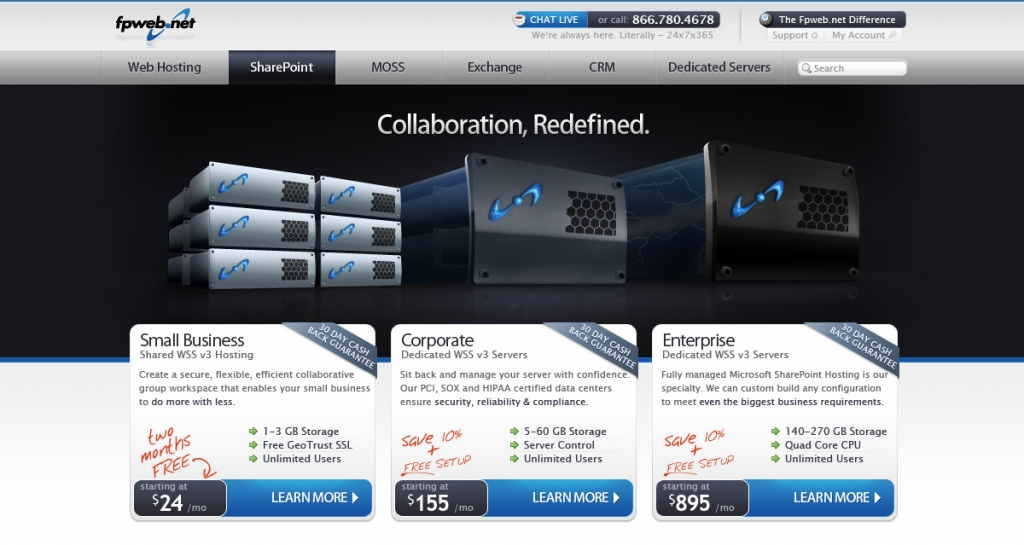 fpweb.net
CHAT LIVE or call: 866.780.4678
We're always here. Literally - 24x7x365
The Fpweb.net Difference
Support My Account
Web Hosting SharePoint MOSS Exchange CRM Dedicated Servers Search
Collaboration, Redefined.
Small Business
Shared WSS v3 Hosting
30 DAY CASH
BACK GUARANTEE
Create a secure, flexible, efficient collaborative
group workspace that enables your small business
to do more with less.
two
months
FREE
1-3 GB Storage
Free GeoTrust SSL
Unlimited Users
starting at
$24 /mo
LEARN MORE
Corporate
Dedicated WSS v3 Servers
30 DAY CASH
BACK GUARANTEE
Sit back and manage your server with confidence.
Our PCI, SOX and HIPAA certified data centers
ensure security, reliability & compliance.
SAVE 10%
+
FREE SETUP
5-60 GB Storage
Server Control
Unlimited Users
starting at
$155 /mo
LEARN MORE
Enterprise
Dedicated WSS v3 Servers
30 DAY CASH
BACK GUARANTEE
Fully managed Microsoft SharePoint Hosting is our
specialty. We can custom build any configuration
to meet even the biggest business requirements.
SAVE 10%
+
FREE SETUP
140-270 GB Storage
Quad Core CPU
Unlimited Users
starting at
$895 /mo
LEARN MORE